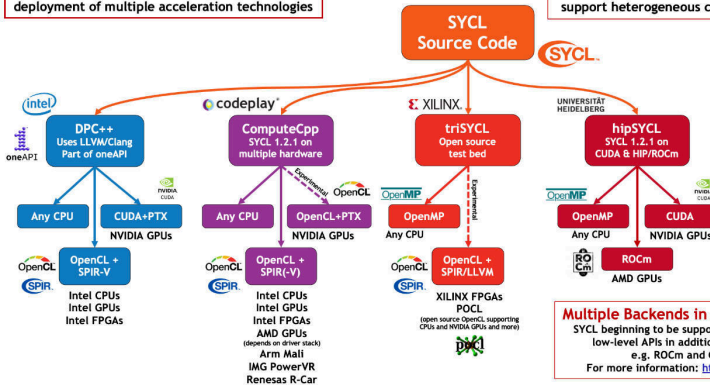 deployment of multiple acceleration technologies
support heterogeneous c
SYCL
Source Code
SYCL
intel
oneAPI
DPC++
Uses LLVM/Clang
Part of oneAPI
codeplay
ComputeCpp
SYCL 1.2.1 on
multiple hardware
XILINX
triSYCL
Open source
test bed
UNIVERSITÄT
HEIDELBERG
hipSYCL
SYCL 1.2.1 on
CUDA & HIP/ROCm
nVIDIA
CUDA
Any CPU
CUDA+PTX
NVIDIA GPUs
Experimental
OpenCL
Any CPU
OpenCL+PTX
NVIDIA GPUs
OpenMP
Experimental
OpenMP
Any CPU
OpenMP
nVIDIA
CUDA
OpenMP
Any CPU
CUDA
NVIDIA GPUs
OpenCL
SPIR
OpenCL +
SPIR-V
Intel CPUs
Intel GPUs
Intel FPGAs
OpenCL
SPIR
OpenCL +
SPIR(-V)
Intel CPUs
Intel GPUs
Intel FPGAs
AMD GPUs
(depends on driver stack)
Arm Mali
IMG PowerVR
Renesas R-Car
OpenCL
SPIR
OpenCL +
SPIR/LLVM
XILINX FPGAs
POCL
(open source OpenCL supporting
CPUs and NVIDIA GPUs and more)
pocl
ROCm
ROCm
AMD GPUs
Multiple Backends in
SYCL beginning to be suppo
low-level APIs in additio
e.g. ROCm and
For more information: